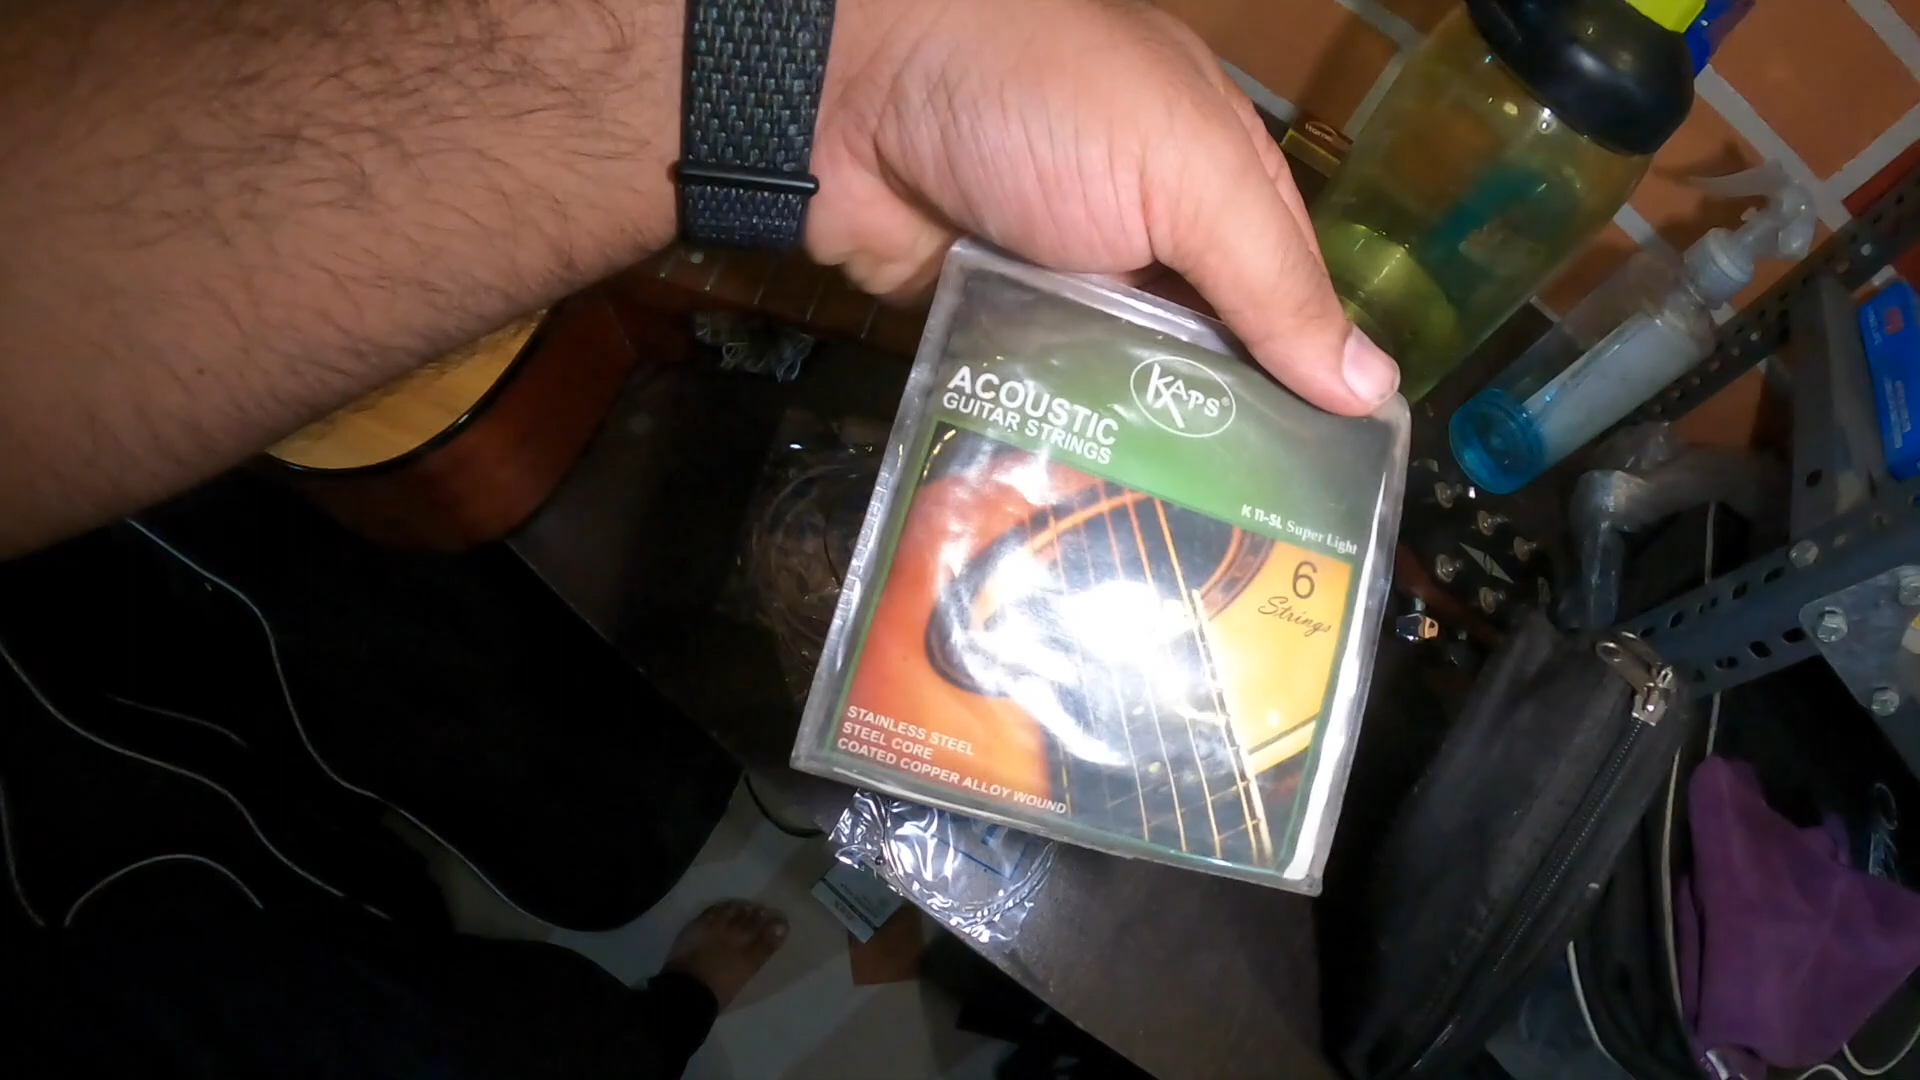 KAPS®
ACOUSTIC
GUITAR STRINGS
K 11-SL Super Light
6
Strings
STAINLESS STEEL
STEEL CORE
COATED COPPER ALLOY WOUND